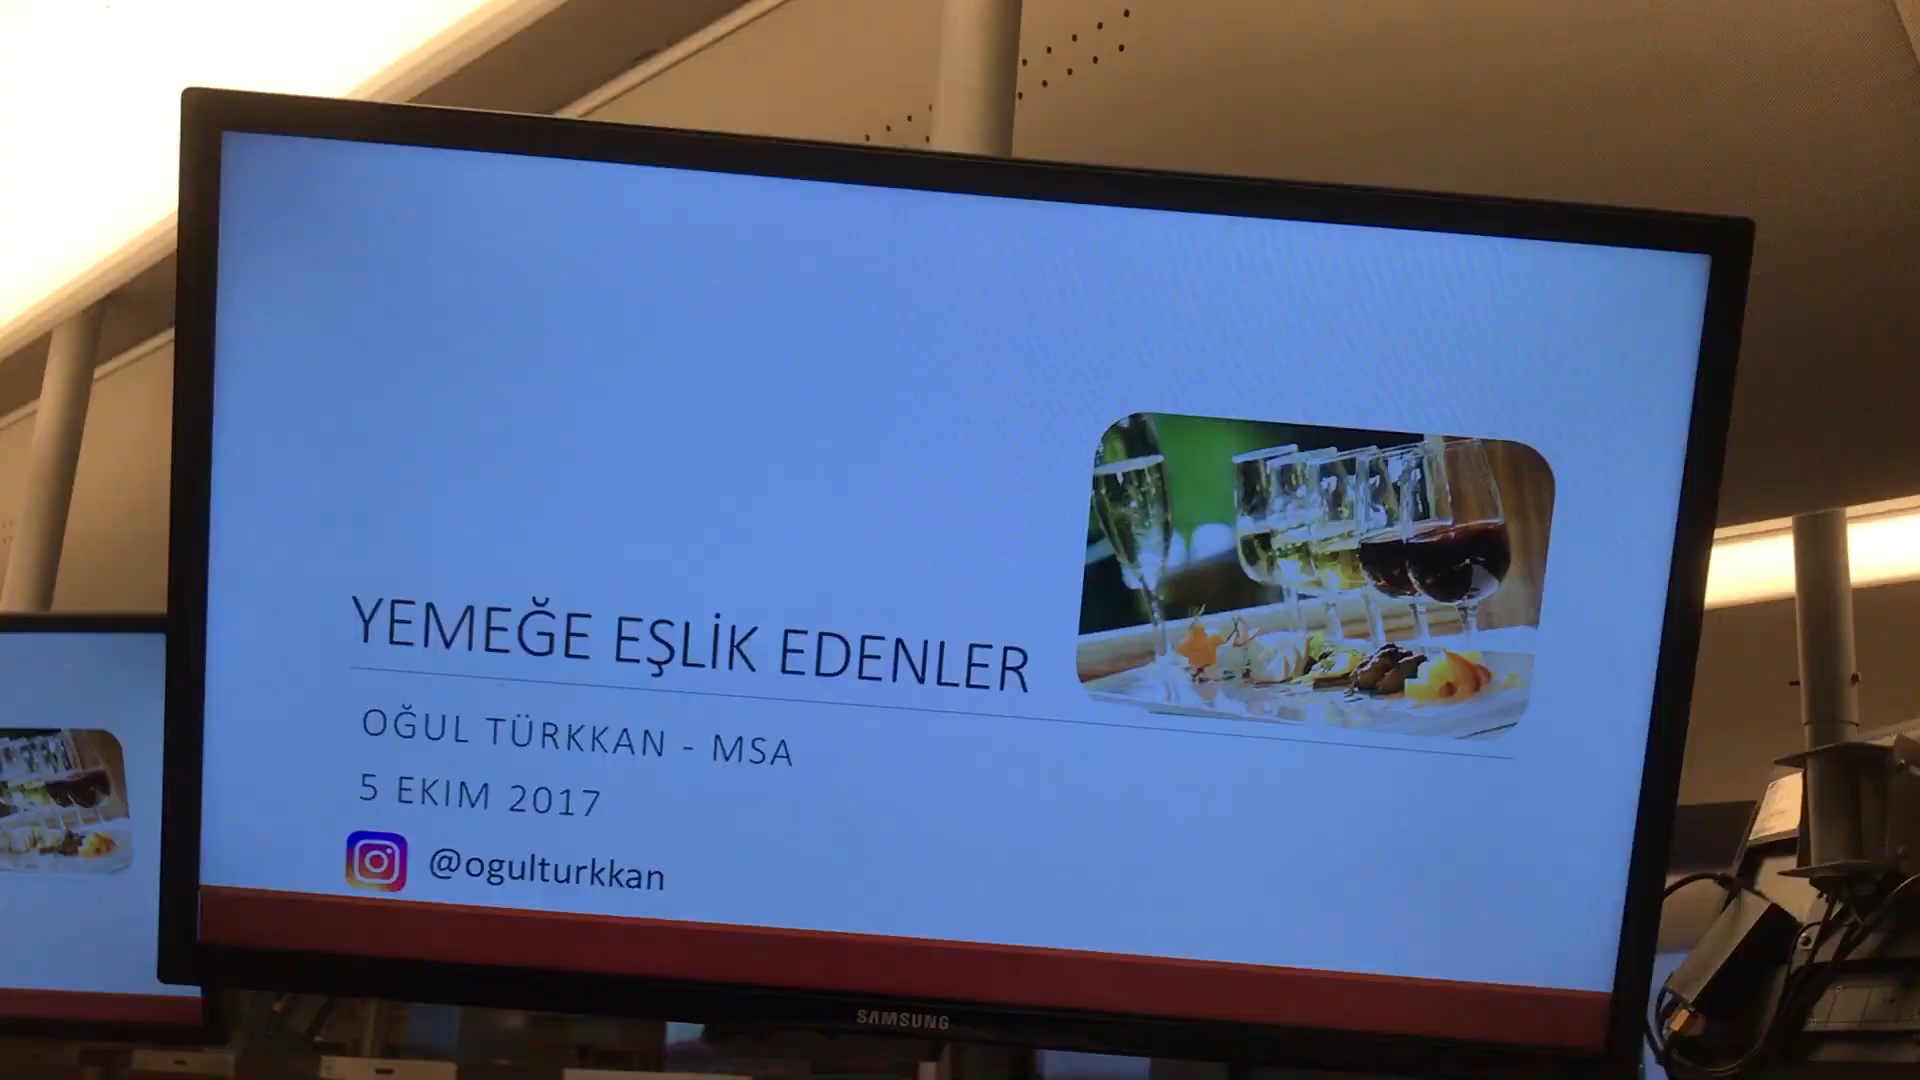 YEMEĞE EŞLİK EDENLER
OĞUL TÜRKKAN - MSA
5 EKIM 2017
@ogulturkkan
SAMSUNG